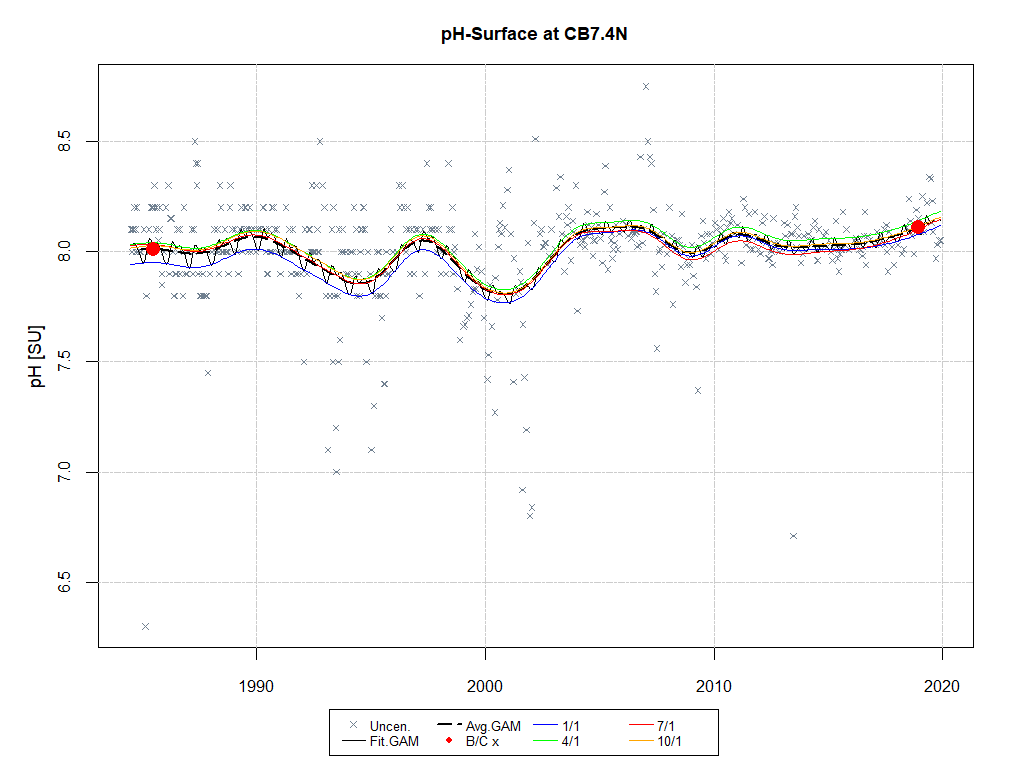 pH-Surface at CB7.4N
pH [SU]
8.5
8.0
7.5
7.0
6.5
1990 2000 2010 2020
Uncen. Avg.GAM 1/1 7/1
Fit.GAM B/C x 4/1 10/1